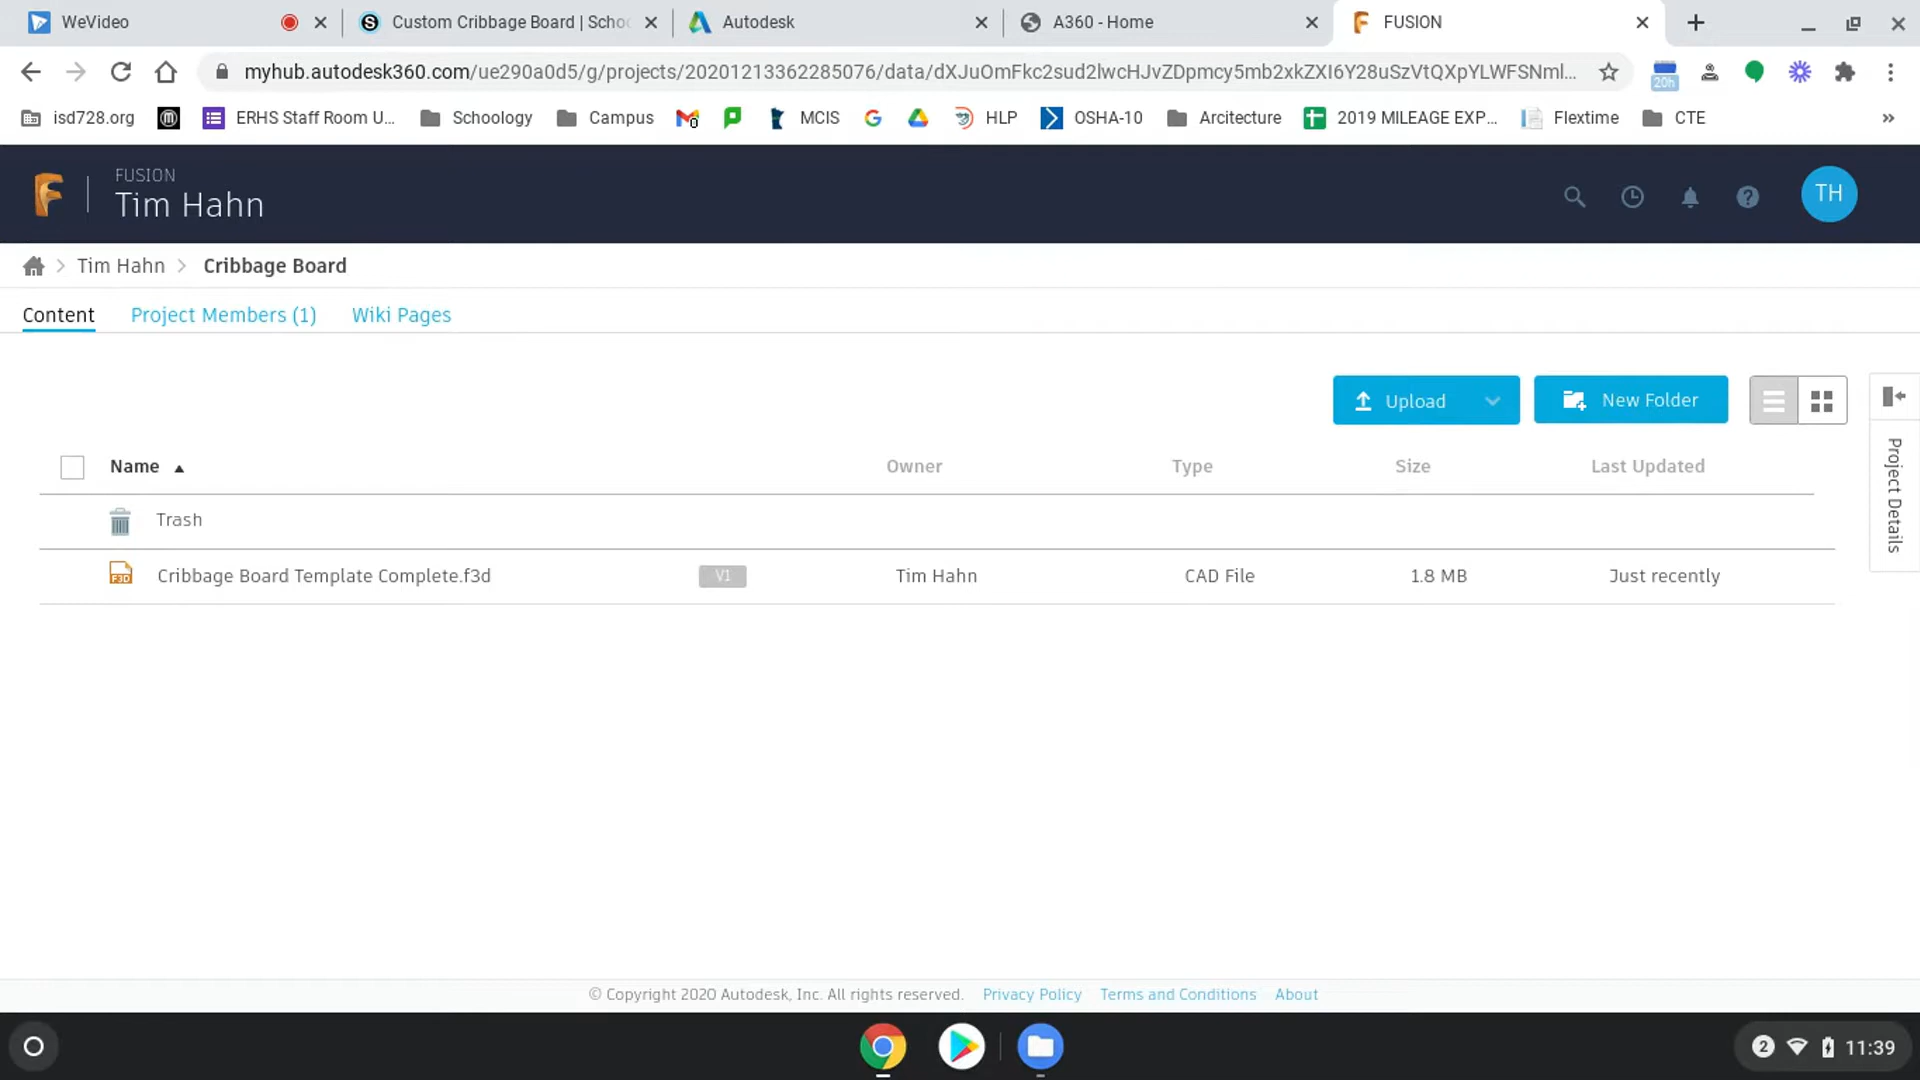 WeVideo
Custom Cribbage Board | Schoo
Autodesk
A360 - Home
FUSION
myhub.autodesk360.com/ue290a0d5/g/projects/20201213362285076/data/dXJuOmFkc2sud2lwcHJvZDpmcy5mb2xkZXI6Y28uSzVtQXpYLWFSNml...
20h
isd728.org
ERHS Staff Room U...
Schoology
Campus
0
MCIS
HLP
OSHA-10
Arcitecture
2019 MILEAGE EXP...
Flextime
CTE
»
F
FUSION
Tim Hahn
TH
Tim Hahn
Cribbage Board
Content
Project Members (1)
Wiki Pages
Upload
New Folder
Project Details
Name
Owner
Type
Size
Last Updated
Trash
F3D
Cribbage Board Template Complete.f3d
V1
Tim Hahn
CAD File
1.8 MB
Just recently
© Copyright 2020 Autodesk, Inc. All rights reserved.
Privacy Policy
Terms and Conditions
About
2
11:39